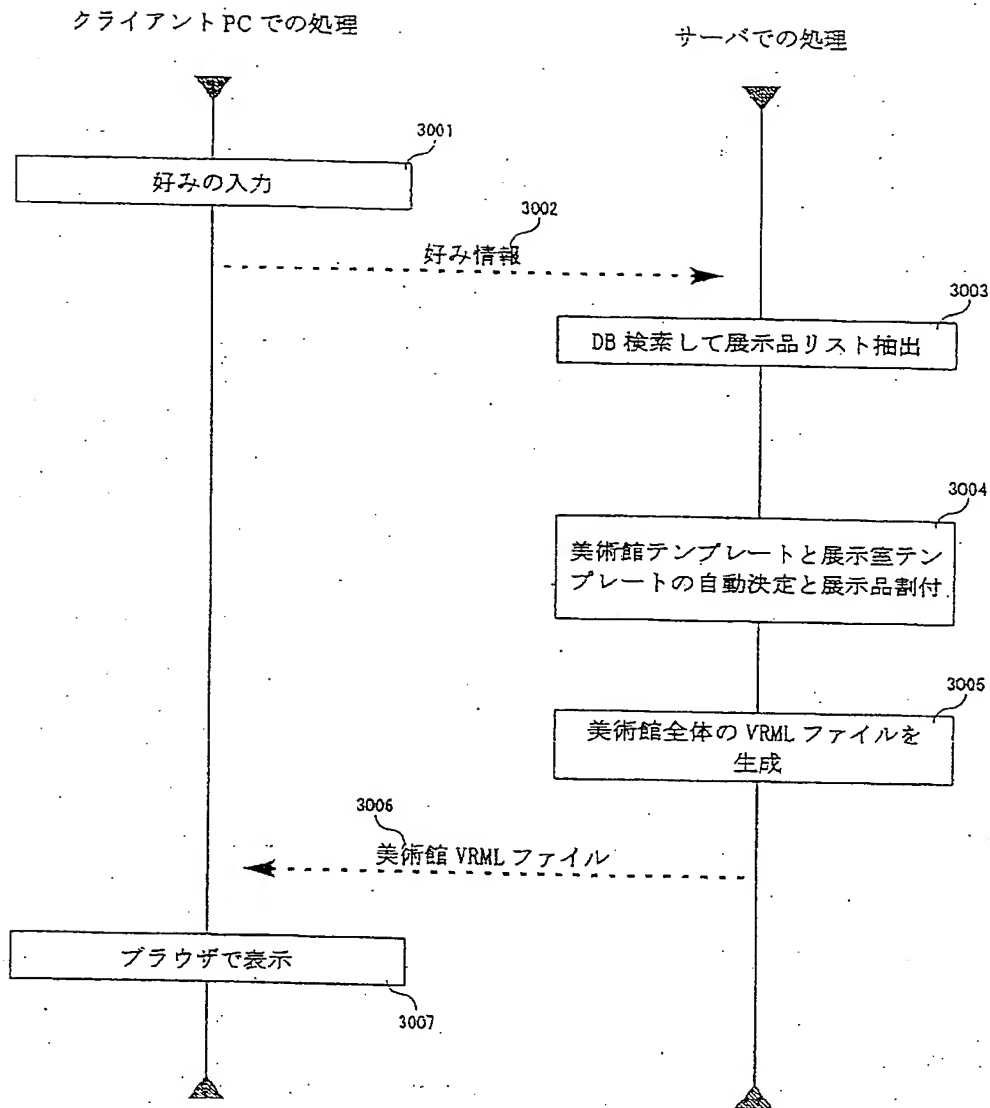 クライアント PC での処理
サーバでの処理
3001
好みの入力
3002
好み情報
3003
DB 検索して展示品リスト抽出
3004
美術館テンプレートと展示室テン
プレートの自動決定と展示品割付
3005
美術館全体の VRML ファイルを
生成
3006
美術館 VRML ファイル
ブラウザで表示
3007